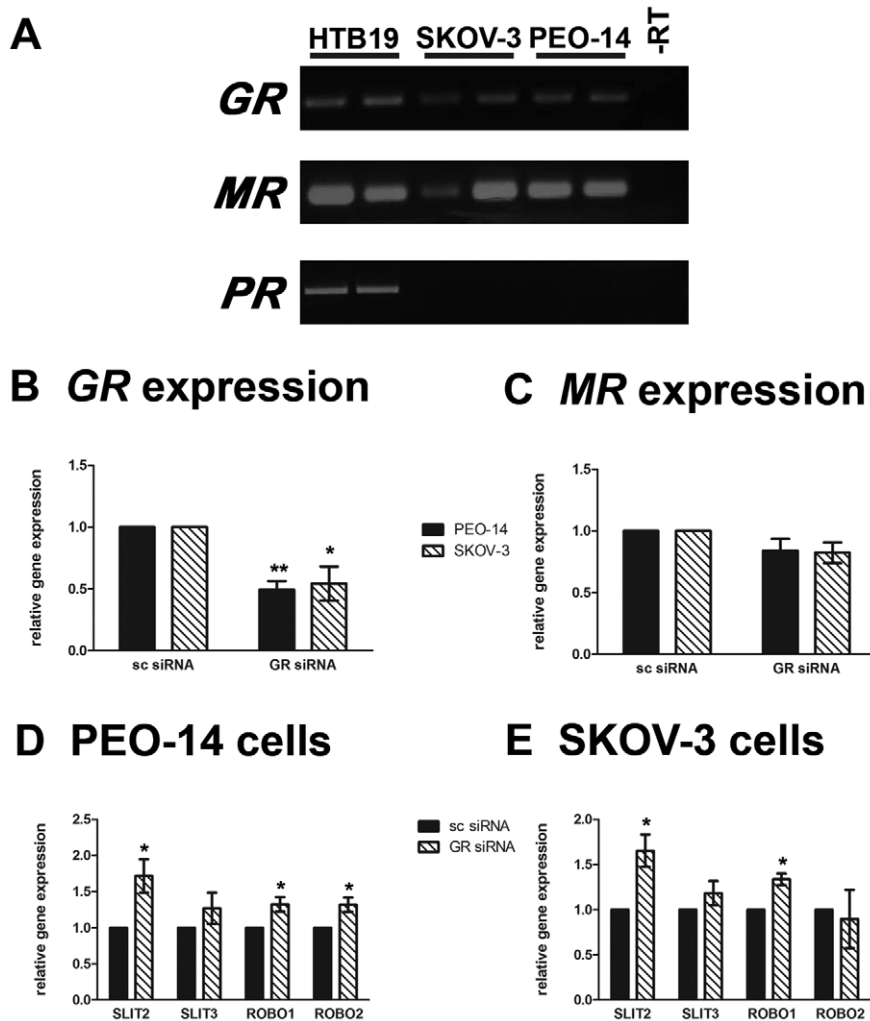 A
HTB19 SKOV-3 PEO-14 -RT
GR
MR
PR
B GR expression
relative gene expression
1.5
1.0
0.5
0.0
** *
sc siRNA GR siRNA
PEO-14
SKOV-3
C MR expression
relative gene expression
1.5
1.0
0.5
0.0
sc siRNA GR siRNA
D PEO-14 cells
relative gene expression
2.5
2.0
1.5
1.0
0.5
0.0
* * *
SLIT2 SLIT3 ROBO1 ROBO2
sc siRNA
GR siRNA
E SKOV-3 cells
relative gene expression
2.0
1.5
1.0
0.5
0.0
* *
SLIT2 SLIT3 ROBO1 ROBO2